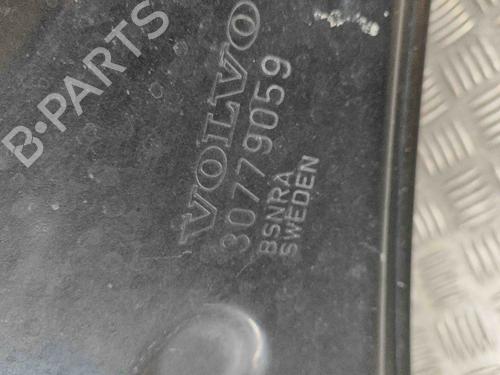 B·PARTS
VOLVO
30779059
BSNRA
SWEDEN